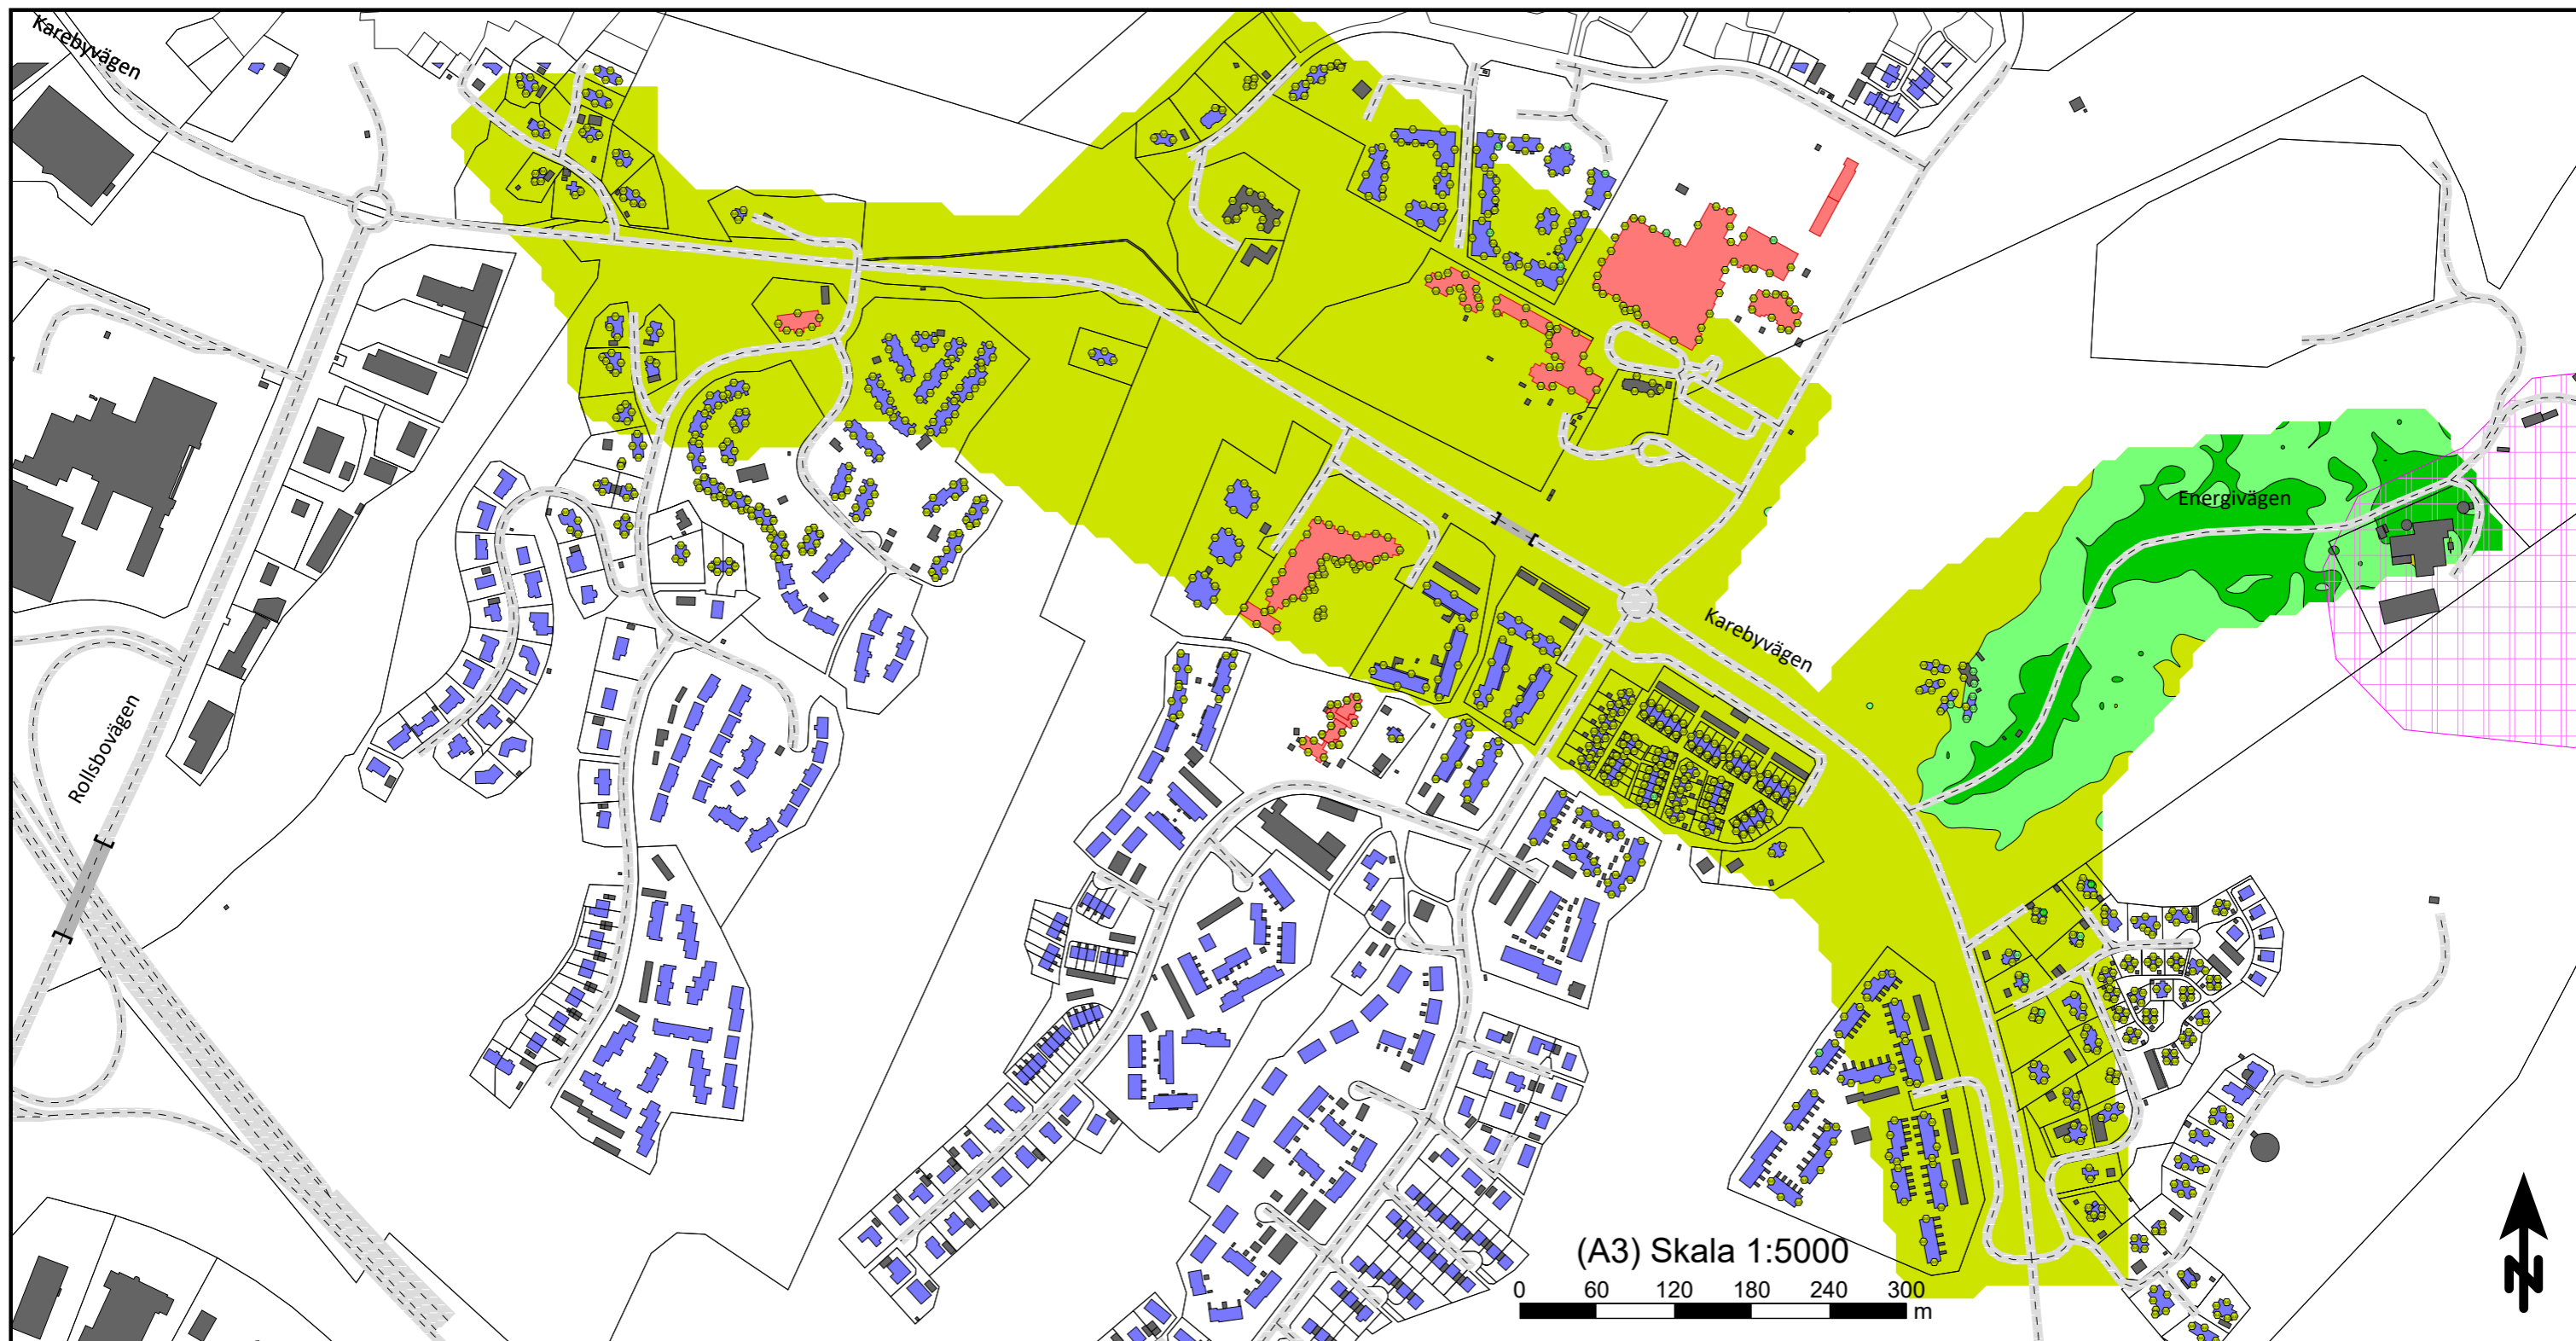 Karebyvägen
Energivägen
Karebyvägen
Rollsbovägen
(A3) Skala 1:5000
0 60 120 180 240 300
m
N